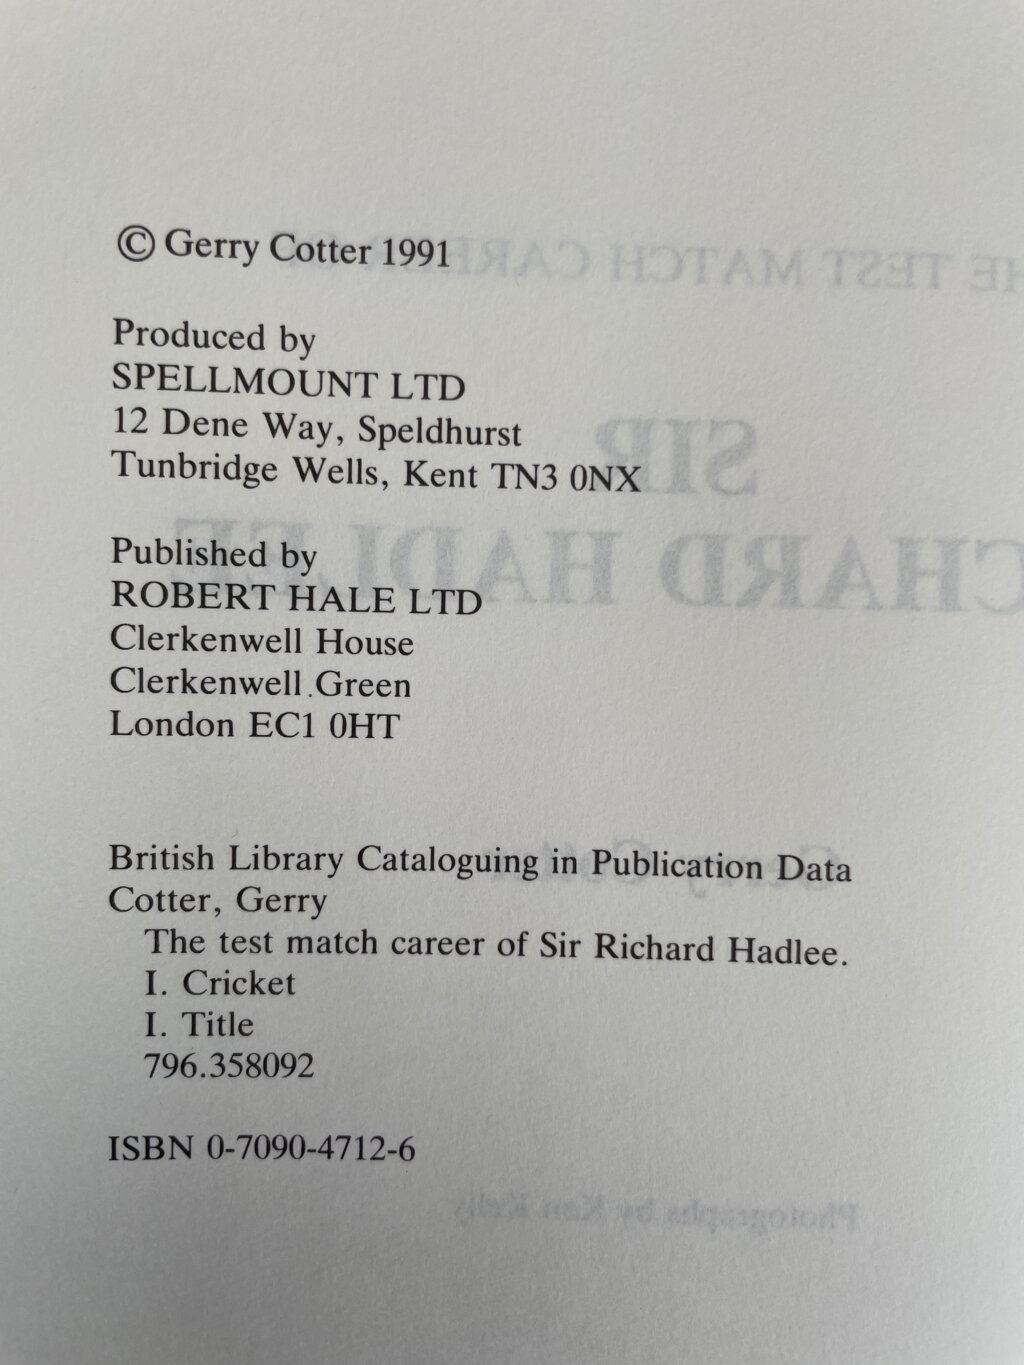 © Gerry Cotter 1991
Produced by
SPELLMOUNT LTD
12 Dene Way, Speldhurst
Tunbridge Wells, Kent TN3 0NX
Published by
ROBERT HALE LTD
Clerkenwell House
Clerkenwell Green
London EC1 0HT
British Library Cataloguing in Publication Data
Cotter, Gerry
The test match career of Sir Richard Hadlee.
I. Cricket
I. Title
796.358092
ISBN 0-7090-4712-6